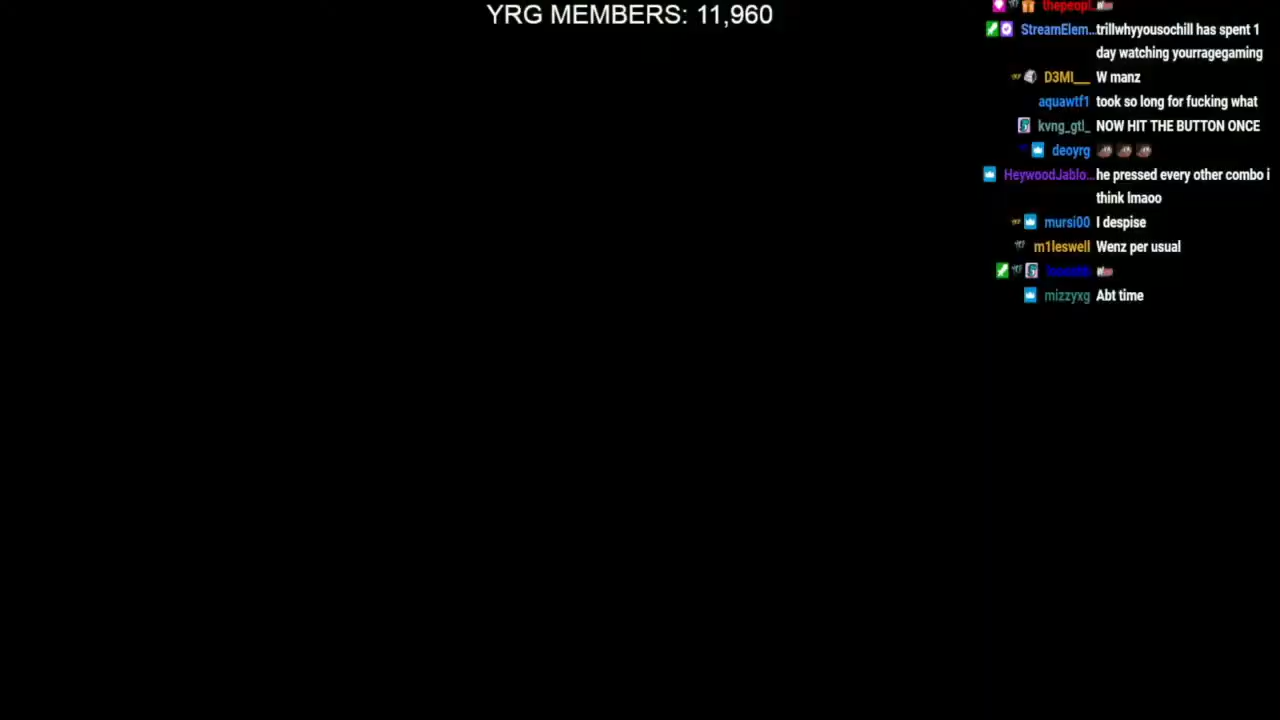 YRG MEMBERS: 11,960
thepeopl...
StreamElem... trillwhyyousochill has spent 1
day watching yourragegaming
D3MI___ W manz
aquawtf1 took so long for fucking what
kvng_gtl_ NOW HIT THE BUTTON ONCE
deoyrg
HeywoodJablo... he pressed every other combo i
think lmaoo
mursi00 I despise
m1leswell Wenz per usual
mizzyxg Abt time